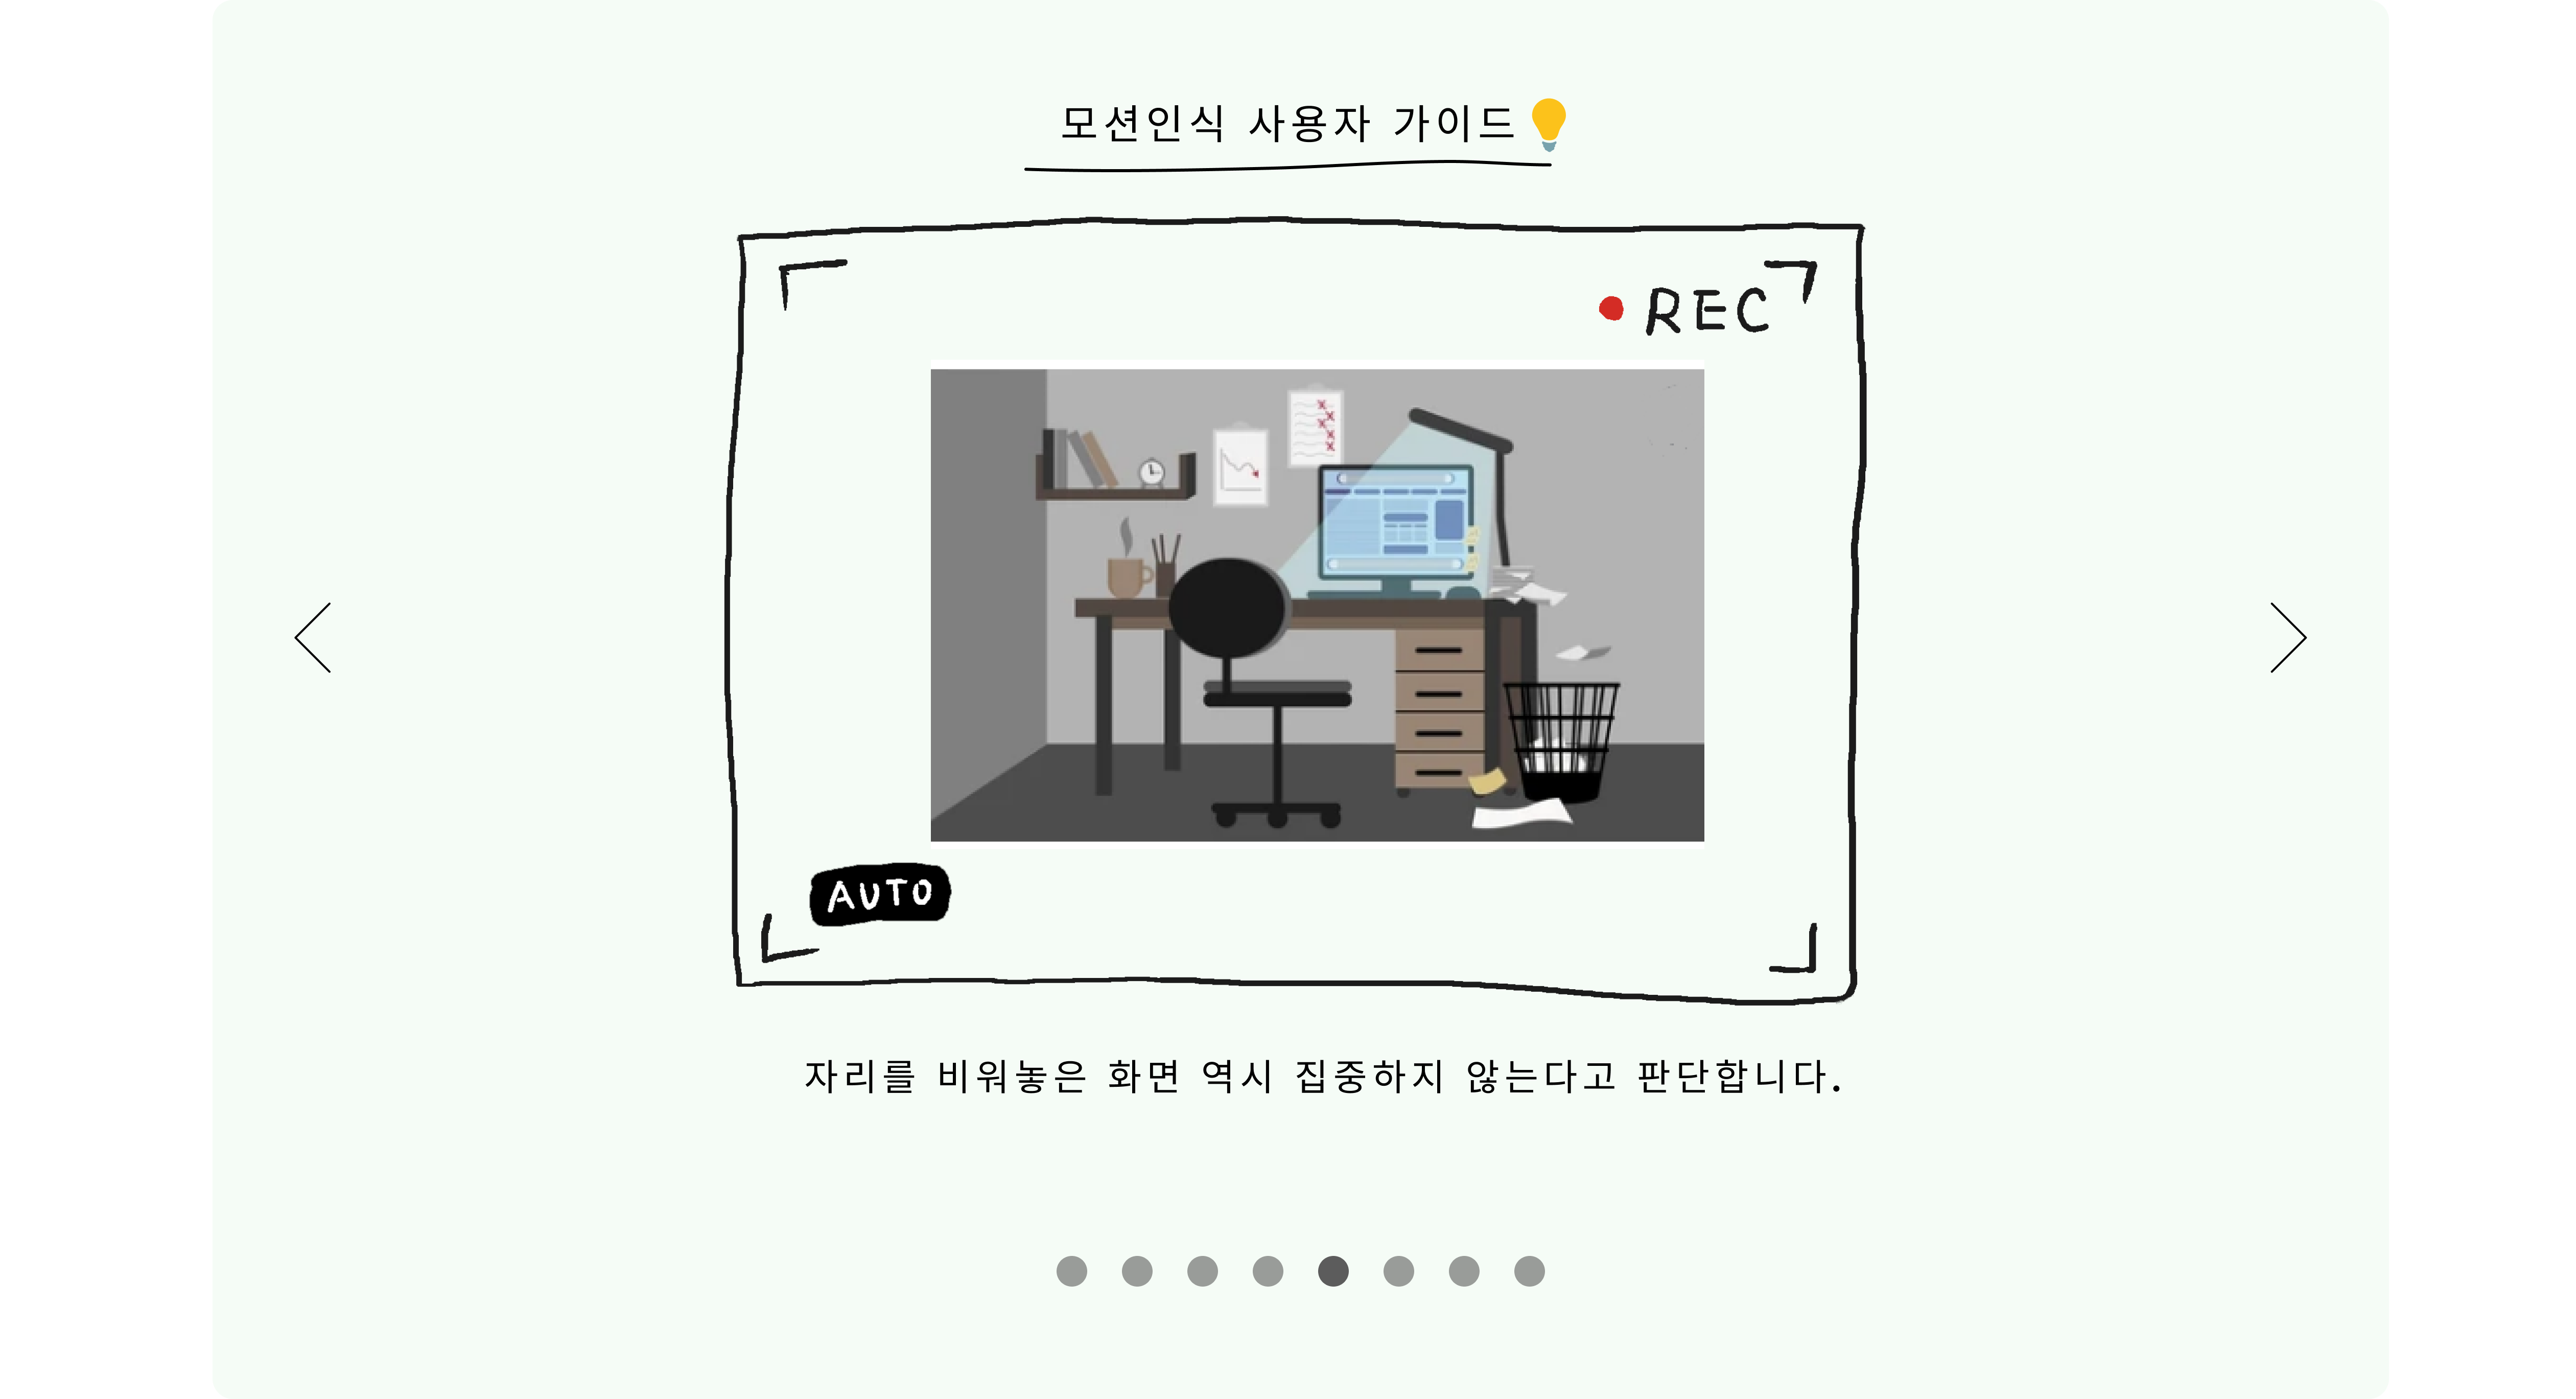 모션인식 사용자 가이드
REC
AUTO
자리를 비워놓은 화면 역시 집중하지 않는다고 판단합니다.